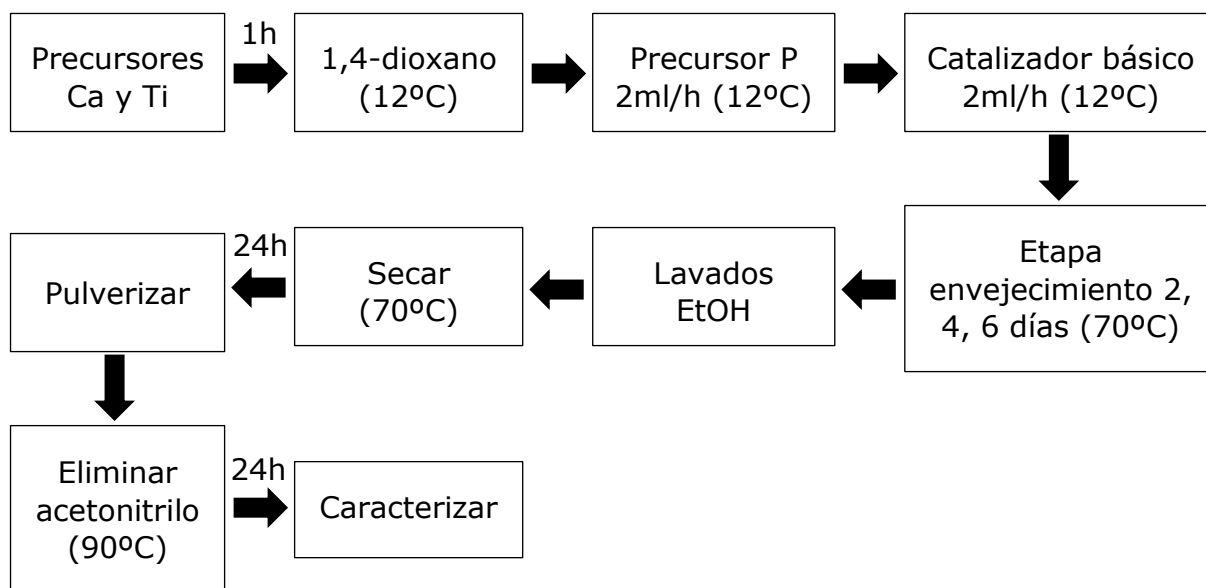 Precursores
Ca y Ti
1h
1,4-dioxano
(12ºC)
Precursor P
2ml/h (12ºC)
Catalizador básico
2ml/h (12ºC)
Etapa
envejecimiento 2,
4, 6 días (70ºC)
Lavados
EtOH
Secar
(70ºC)
24h
Pulverizar
Eliminar
acetonitrilo
(90ºC)
24h
Caracterizar